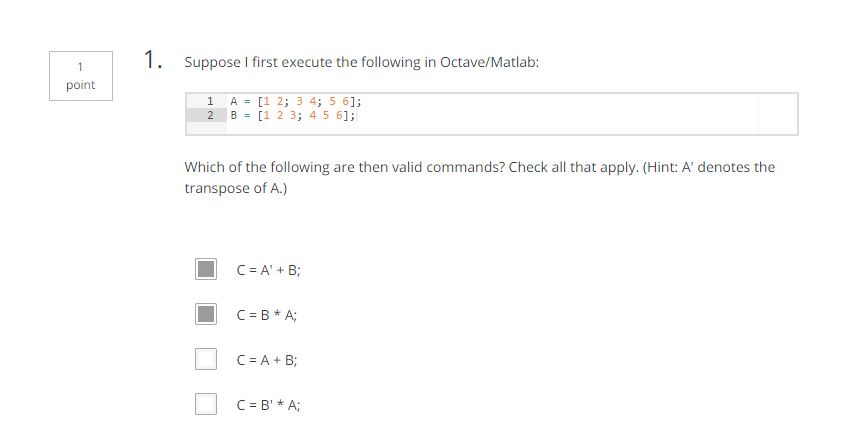 1
point
1.
Suppose I first execute the following in Octave/Matlab:
1 A = [1 2; 3 4; 5 6];
2 B = [1 2 3; 4 5 6];
Which of the following are then valid commands? Check all that apply. (Hint: A' denotes the
transpose of A.)
C = A' + B;
C = B * A;
C = A + B;
C = B' * A;